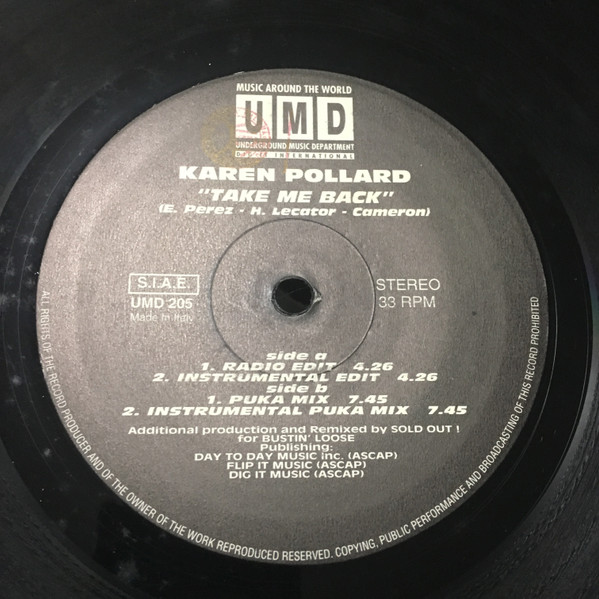 MUSIC AROUND THE WORLD
UMD
UNDERGROUND MUSIC DEPARTMENT
INTERNATIONAL
KAREN POLLARD
"TAKE ME BACK"
(E. Perez - H. Lecator - Cameron)
S.I.A.E.
UMD 205
Made in Italy
STEREO
33 RPM
side a
1. RADIO EDIT 4.26
2. INSTRUMENTAL EDIT 4.26
side b
1. PUKA MIX 7.45
2. INSTRUMENTAL PUKA MIX 7.45
Additional production and Remixed by SOLD OUT !
for BUSTIN' LOOSE
Publishing:
DAY TO DAY MUSIC inc. (ASCAP)
FLIP IT MUSIC (ASCAP)
DIG IT MUSIC (ASCAP)
ALL RIGHTS OF THE RECORD PRODUCER AND OF THE OWNER OF THE WORK REPRODUCED RESERVED. COPYING, PUBLIC PERFORMANCE AND BROADCASTING OF THIS RECORD PROHIBITED